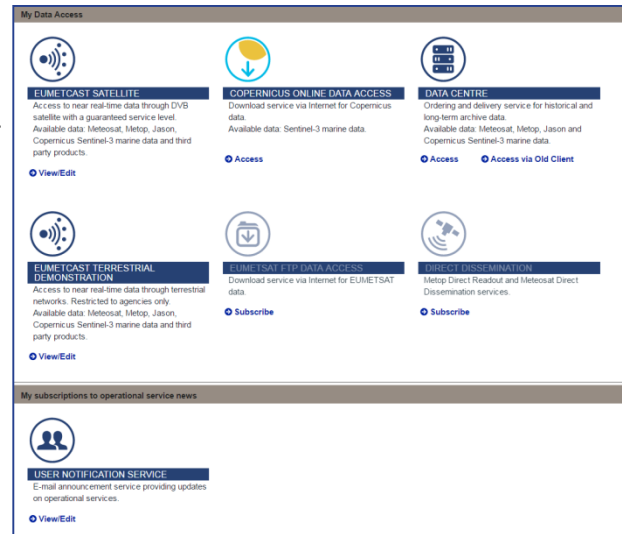 My Data Access
EUMETCAST SATELLITE
Access to near real-time data through DVB
satellite with a guaranteed service level.
Available data: Meteosat, Metop, Jason,
Copernicus Sentinel-3 marine data and third
party products.
View/Edit
COPERNICUS ONLINE DATA ACCESS
Download service via Internet for Copernicus
data.
Available data: Sentinel-3 marine data.
Access
DATA CENTRE
Ordering and delivery service for historical and
long-term archive data.
Available data: Meteosat, Metop, Jason and
Copernicus Sentinel-3 marine data.
Access Access via Old Client
EUMETCAST TERRESTRIAL
DEMONSTRATION
Access to near real-time data through terrestrial
networks. Restricted to agencies only.
Available data: Meteosat, Metop, Jason,
Copernicus Sentinel-3 marine data and third
party products.
View/Edit
EUMETSAT FTP DATA ACCESS
Download service via Internet for EUMETSAT
data.
Subscribe
DIRECT DISSEMINATION
Metop Direct Readout and Meteosat Direct
Dissemination services.
Subscribe
My subscriptions to operational service news
USER NOTIFICATION SERVICE
E-mail announcement service providing updates
on operational services.
View/Edit